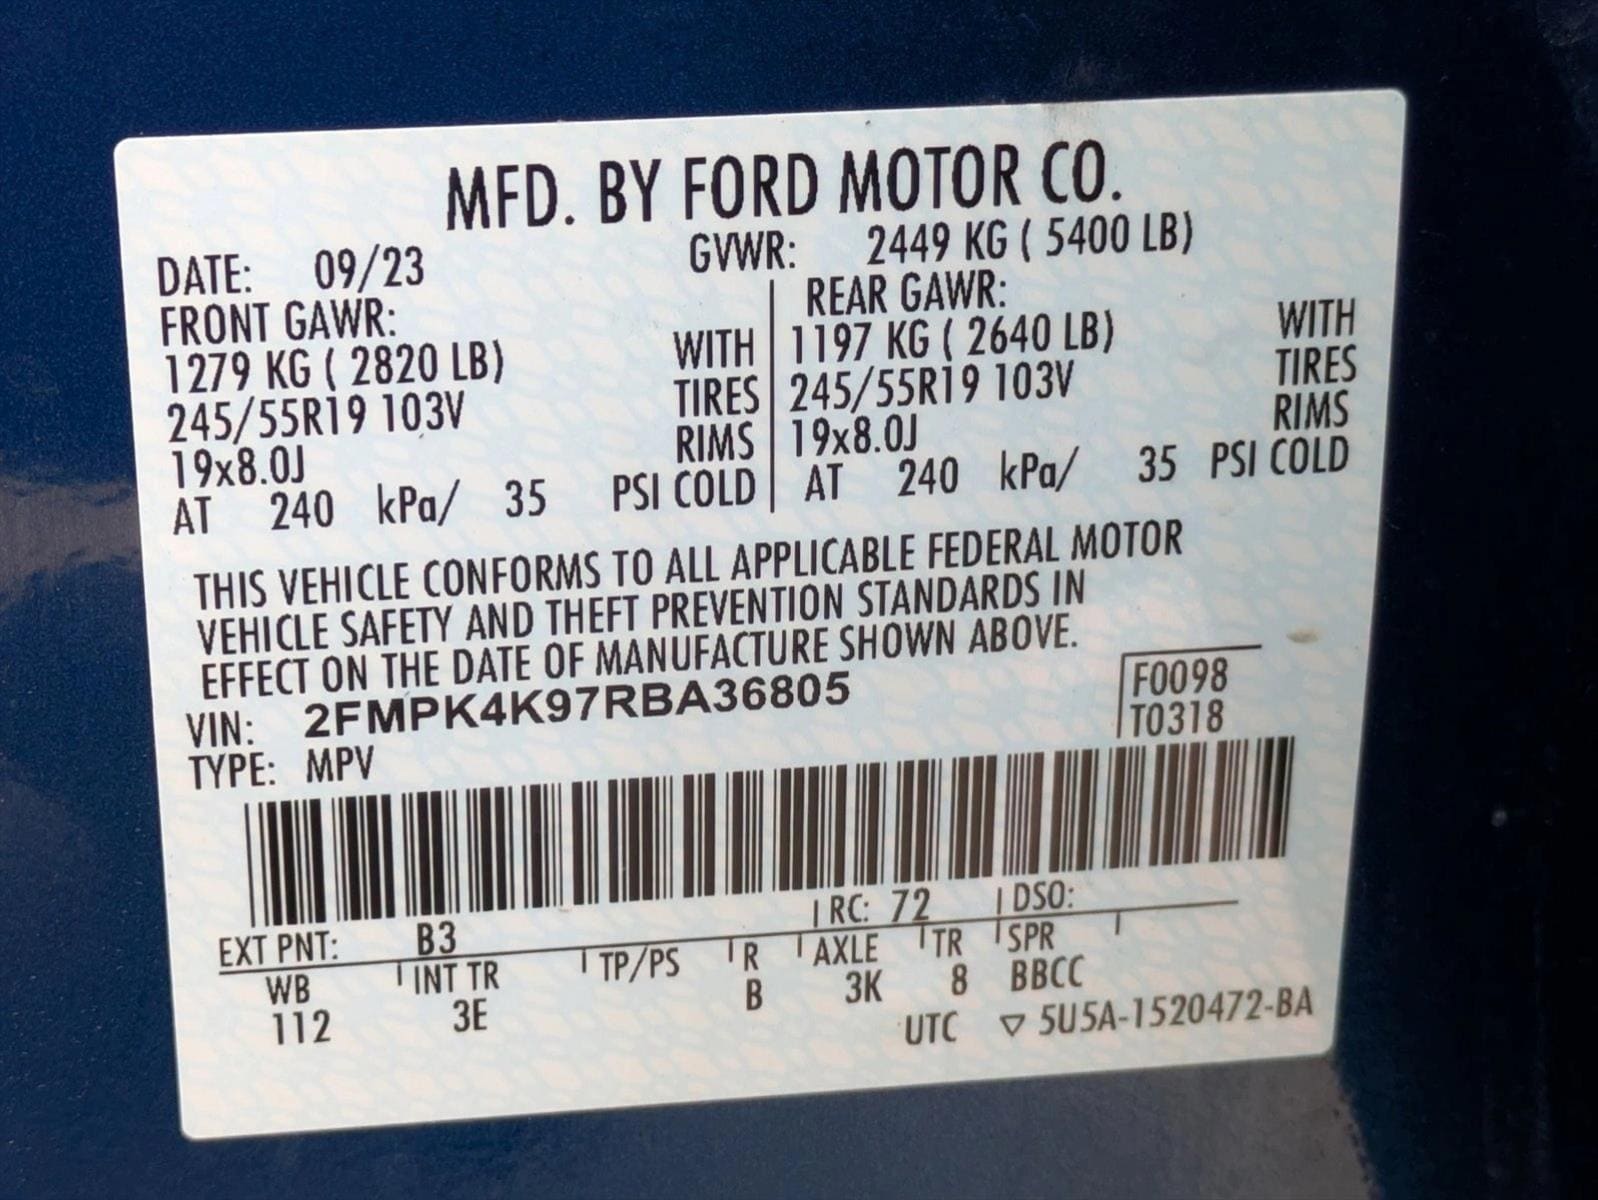 MFD. BY FORD MOTOR CO.
DATE: 09/23 GVWR: 2449 KG ( 5400 LB)
FRONT GAWR: REAR GAWR:
1279 KG ( 2820 LB) WITH 1197 KG ( 2640 LB) WITH
245/55R19 103V TIRES 245/55R19 103V TIRES
19x8.0J RIMS 19x8.0J RIMS
AT 240 kPa/ 35 PSI COLD AT 240 kPa/ 35 PSI COLD
THIS VEHICLE CONFORMS TO ALL APPLICABLE FEDERAL MOTOR
VEHICLE SAFETY AND THEFT PREVENTION STANDARDS IN
EFFECT ON THE DATE OF MANUFACTURE SHOWN ABOVE.
VIN: 2FMPK4K97RBA36805 F0098
TYPE: MPV T0318
EXT PNT: B3 RC: 72 DSO:
WB INT TR TP/PS R AXLE TR SPR
112 3E B 3K 8 BBCC
UTC ▽ 5U5A-1520472-BA